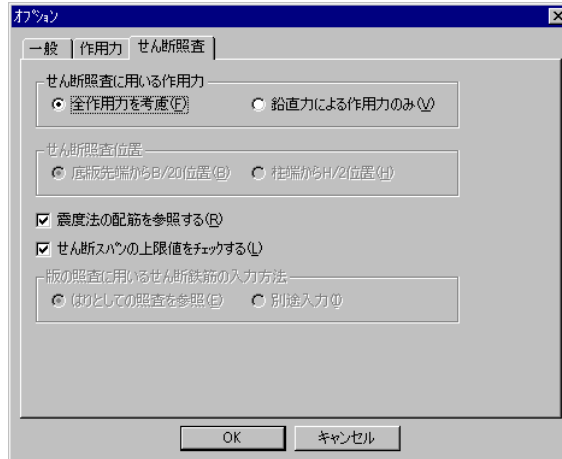 オプション
一般 作用力 せん断照査
せん断照査に用いる作用力
全作用力を考慮(F) 鉛直力による作用力のみ(V)
せん断照査位置
底版先端からB/20位置(B) 柱端からH/2位置(H)
震度法の配筋を参照する(R)
せん断スパンの上限値をチェックする(L)
版の照査に用いるせん断鉄筋の入力方法
はりとしての照査を参照(E) 別途入力(I)
OK キャンセル